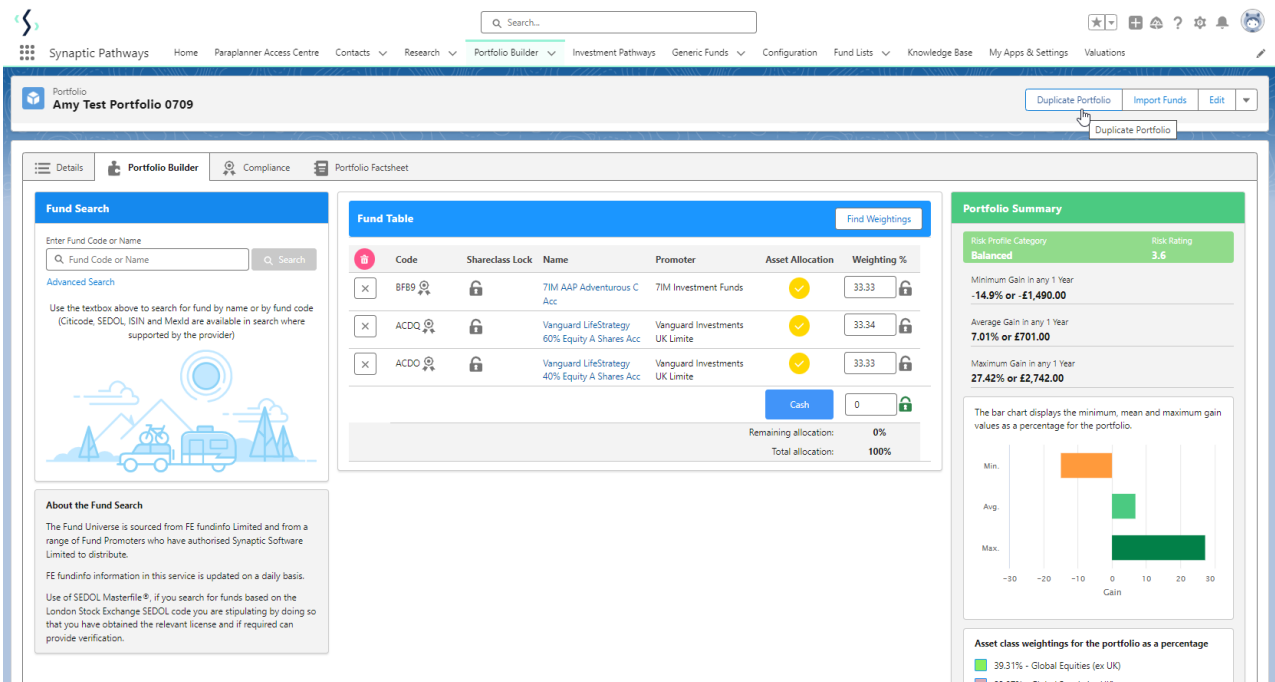 Search...
Synaptic Pathways
Home
Paraplanner Access Centre
Contacts
Research
Portfolio Builder
Investment Pathways
Generic Funds
Configuration
Fund Lists
Knowledge Base
My Apps & Settings
Valuations
Portfolio
Amy Test Portfolio 0709
Duplicate Portfolio
Import Funds
Edit
Duplicate Portfolio
Details
Portfolio Builder
Compliance
Portfolio Factsheet
Fund Search
Enter Fund Code or Name
Fund Code or Name
Search
Advanced Search
Use the textbox above to search for fund by name or by fund code
(Citicode, SEDOL, ISIN and MexId are available in search where
supported by the provider)
About the Fund Search
The Fund Universe is sourced from FE fundinfo Limited and from a
range of Fund Promoters who have authorised Synaptic Software
Limited to distribute.
FE fundinfo information in this service is updated on a daily basis.
Use of SEDOL Masterfile®, if you search for funds based on the
London Stock Exchange SEDOL code you are stipulating by doing so
that you have obtained the relevant license and if required can
provide verification.
Fund Table
Find Weightings
Code
Shareclass Lock
Name
Promoter
Asset Allocation
Weighting %
BFB9
7IM AAP Adventurous C
Acc
7IM Investment Funds
33.33
ACDQ
Vanguard LifeStrategy
60% Equity A Shares Acc
Vanguard Investments
UK Limite
33.34
ACDO
Vanguard LifeStrategy
40% Equity A Shares Acc
Vanguard Investments
UK Limite
33.33
Cash
0
Remaining allocation:
0%
Total allocation:
100%
Portfolio Summary
Risk Profile Category
Risk Rating
Balanced
3.6
Minimum Gain in any 1 Year
-14.9% or -£1,490.00
Average Gain in any 1 Year
7.01% or £701.00
Maximum Gain in any 1 Year
27.42% or £2,742.00
The bar chart displays the minimum, mean and maximum gain
values as a percentage for the portfolio.
Min.
Avg.
Max.
-30
-20
-10
0
10
20
30
Gain
Asset class weightings for the portfolio as a percentage
39.31% - Global Equities (ex UK)